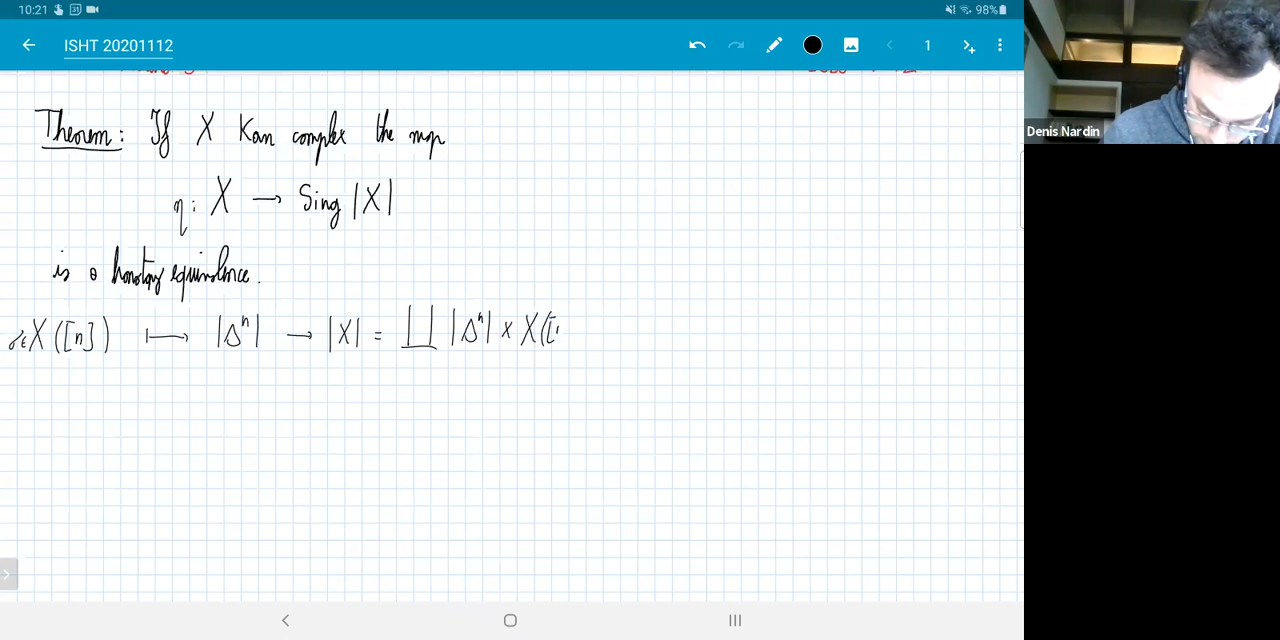 10:21 31 98%
ISHT 20201112 1
Theorem: If X Kan complex the map
η: X → Sing |X|
is a homotopy equivalence.
σ∈X([n]) ⟼ |Δⁿ| → |X| = ∐ |Δⁿ| × X([
Denis Nardin